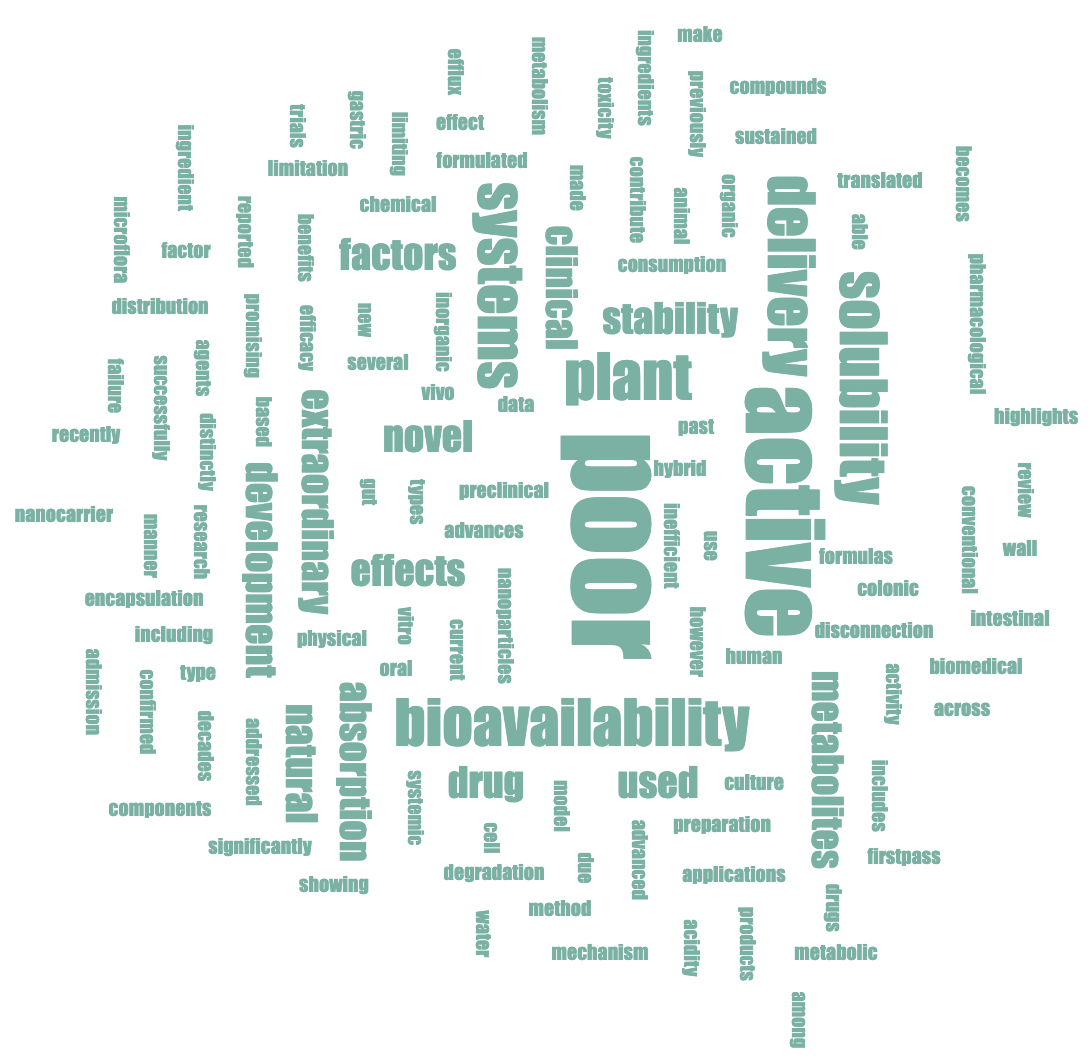 make
ingredients
metabolism
efflux
toxicity
previously
compounds
gastric
trials
limiting
effect
sustained
ingredient
limitation
formulated
made
contribute
becomes
translated
organic
animal
delivery
systems
microflora
reported
chemical
benefits
able
factor
factors
clinical
consumption
pharmacological
solubility
distribution
promising
efficacy
new
inorganic
stability
agents
several
plant
failure
successfully
vivo
data
active
extraordinary
based
distinctly
highlights
past
recently
novel
poor
hybrid
development
gut
types
preclinical
review
conventional
nanocarrier
manner
research
advances
inefficient
use
wall
formulas
effects
nanoparticles
colonic
encapsulation
vitro
however
intestinal
including
physical
current
disconnection
human
admission
confirmed
type
oral
activity
biomedical
absorption
metabolites
natural
bioavailability
across
decades
addressed
systemic
drug
model
used
culture
includes
components
cell
advanced
preparation
significantly
firstpass
showing
degradation
due
applications
drugs
water
method
mechanism
acidity
products
metabolic
among